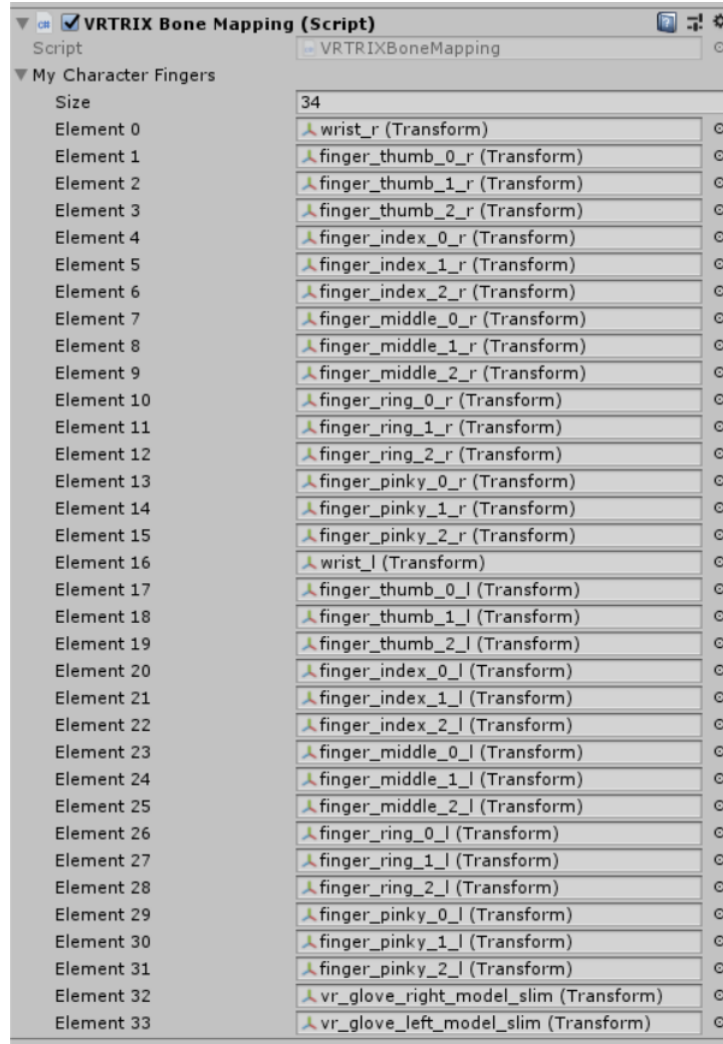 VRTRIX Bone Mapping (Script)
Script VRTRIXBoneMapping
My Character Fingers
Size 34
Element 0 wrist_r (Transform)
Element 1 finger_thumb_0_r (Transform)
Element 2 finger_thumb_1_r (Transform)
Element 3 finger_thumb_2_r (Transform)
Element 4 finger_index_0_r (Transform)
Element 5 finger_index_1_r (Transform)
Element 6 finger_index_2_r (Transform)
Element 7 finger_middle_0_r (Transform)
Element 8 finger_middle_1_r (Transform)
Element 9 finger_middle_2_r (Transform)
Element 10 finger_ring_0_r (Transform)
Element 11 finger_ring_1_r (Transform)
Element 12 finger_ring_2_r (Transform)
Element 13 finger_pinky_0_r (Transform)
Element 14 finger_pinky_1_r (Transform)
Element 15 finger_pinky_2_r (Transform)
Element 16 wrist_l (Transform)
Element 17 finger_thumb_0_l (Transform)
Element 18 finger_thumb_1_l (Transform)
Element 19 finger_thumb_2_l (Transform)
Element 20 finger_index_0_l (Transform)
Element 21 finger_index_1_l (Transform)
Element 22 finger_index_2_l (Transform)
Element 23 finger_middle_0_l (Transform)
Element 24 finger_middle_1_l (Transform)
Element 25 finger_middle_2_l (Transform)
Element 26 finger_ring_0_l (Transform)
Element 27 finger_ring_1_l (Transform)
Element 28 finger_ring_2_l (Transform)
Element 29 finger_pinky_0_l (Transform)
Element 30 finger_pinky_1_l (Transform)
Element 31 finger_pinky_2_l (Transform)
Element 32 vr_glove_right_model_slim (Transform)
Element 33 vr_glove_left_model_slim (Transform)